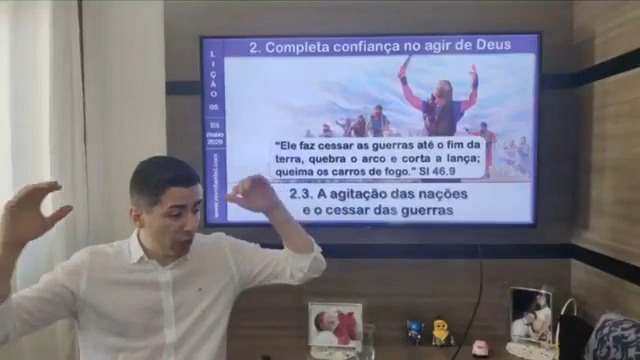 2. Completa confiança no agir de Deus
LIÇÃO
05
03
maio
"Ele faz cessar as guerras até o fim da
terra, quebra o arco e corta a lança;
queima os carros de fogo." Sl 46.9
2.3. A agitação das nações
e o cessar das guerras